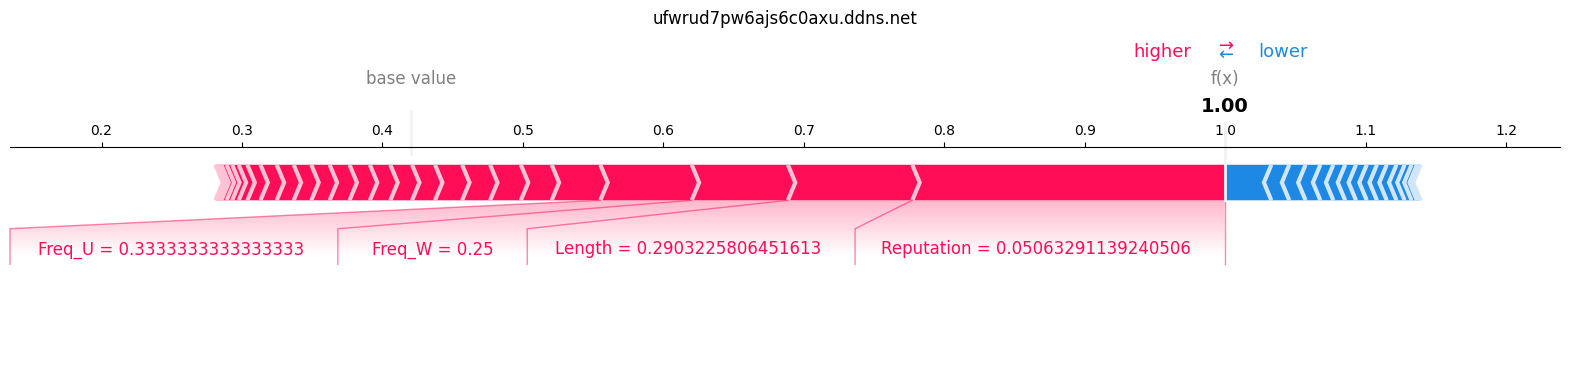 ufwrud7pw6ajs6c0axu.ddns.net
higher → ← lower
base value f(x)
1.00
0.2 0.3 0.4 0.5 0.6 0.7 0.8 0.9 1.0 1.1 1.2
Freq_U = 0.3333333333333333 Freq_W = 0.25 Length = 0.2903225806451613 Reputation = 0.05063291139240506